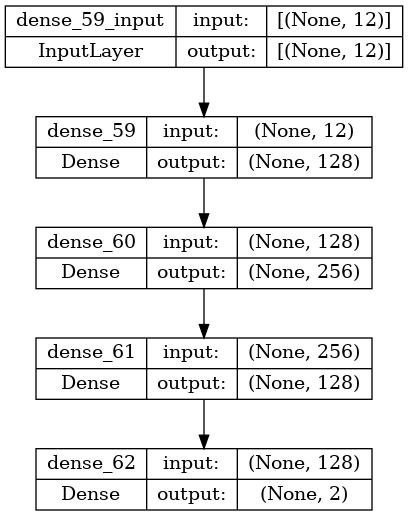 dense_59_input input: [(None, 12)]
InputLayer output: [(None, 12)]
dense_59 input: (None, 12)
Dense output: (None, 128)
dense_60 input: (None, 128)
Dense output: (None, 256)
dense_61 input: (None, 256)
Dense output: (None, 128)
dense_62 input: (None, 128)
Dense output: (None, 2)